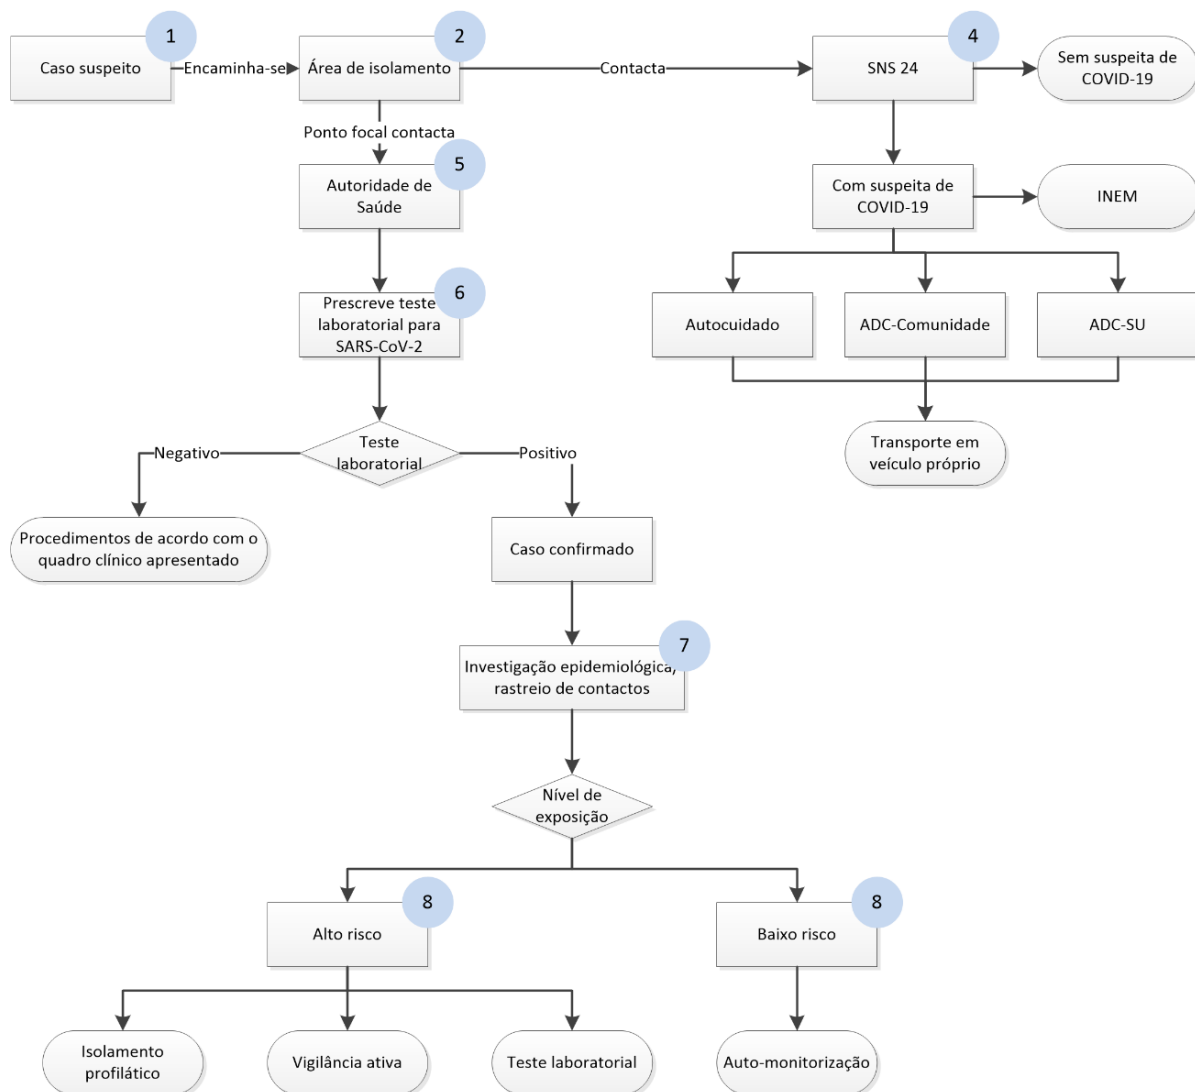 1
2
4
Caso suspeito
Encaminha-se
Área de isolamento
Contacta
SNS 24
Sem suspeita de
COVID-19
Ponto focal contacta
5
Autoridade de
Saúde
Com suspeita de
COVID-19
INEM
6
Prescreve teste
laboratorial para
SARS-CoV-2
Autocuidado
ADC-Comunidade
ADC-SU
Negativo
Teste
laboratorial
Positivo
Transporte em
veículo próprio
Procedimentos de acordo com o
quadro clínico apresentado
Caso confirmado
7
Investigação epidemiológica/
rastreio de contactos
Nível de
exposição
8
Alto risco
8
Baixo risco
Isolamento
profilático
Vigilância ativa
Teste laboratorial
Auto-monitorização